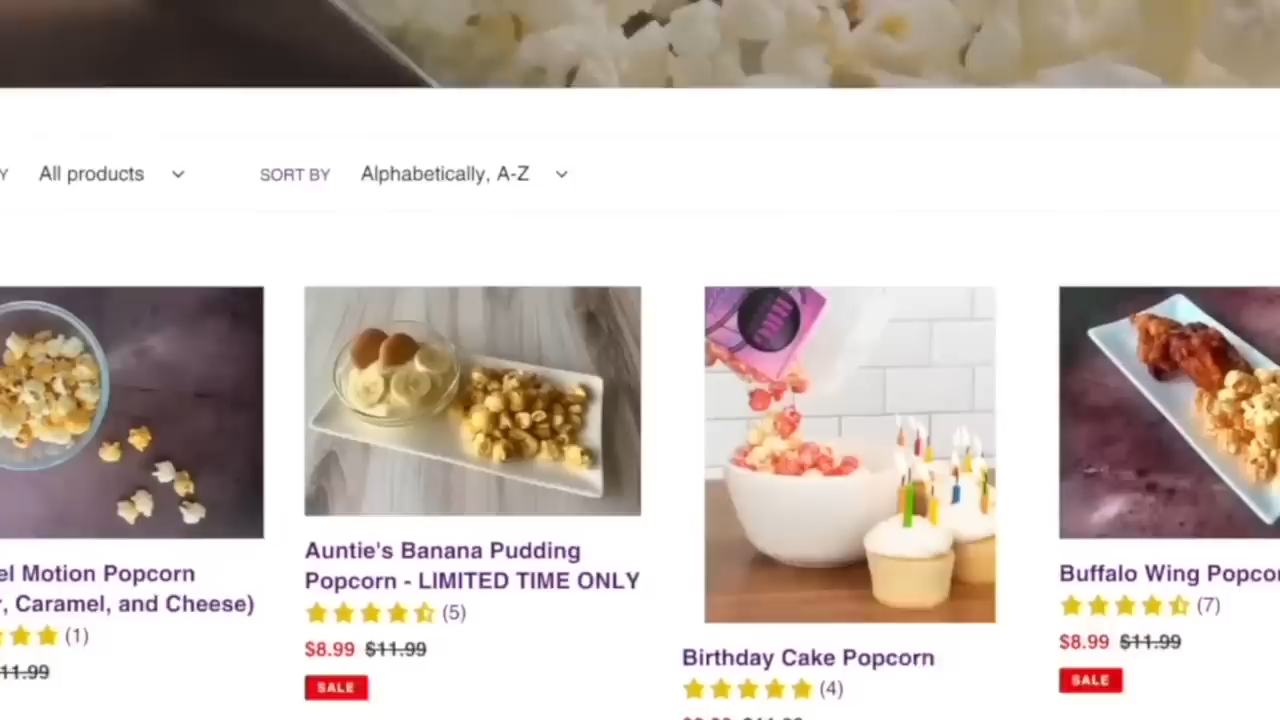 Y All products SORT BY Alphabetically, A-Z
el Motion Popcorn
, Caramel, and Cheese)
(1)
11.99
Auntie's Banana Pudding
Popcorn - LIMITED TIME ONLY
(5)
$8.99 $11.99
SALE
Birthday Cake Popcorn
(4)
Buffalo Wing Popco
(7)
$8.99 $11.99
SALE